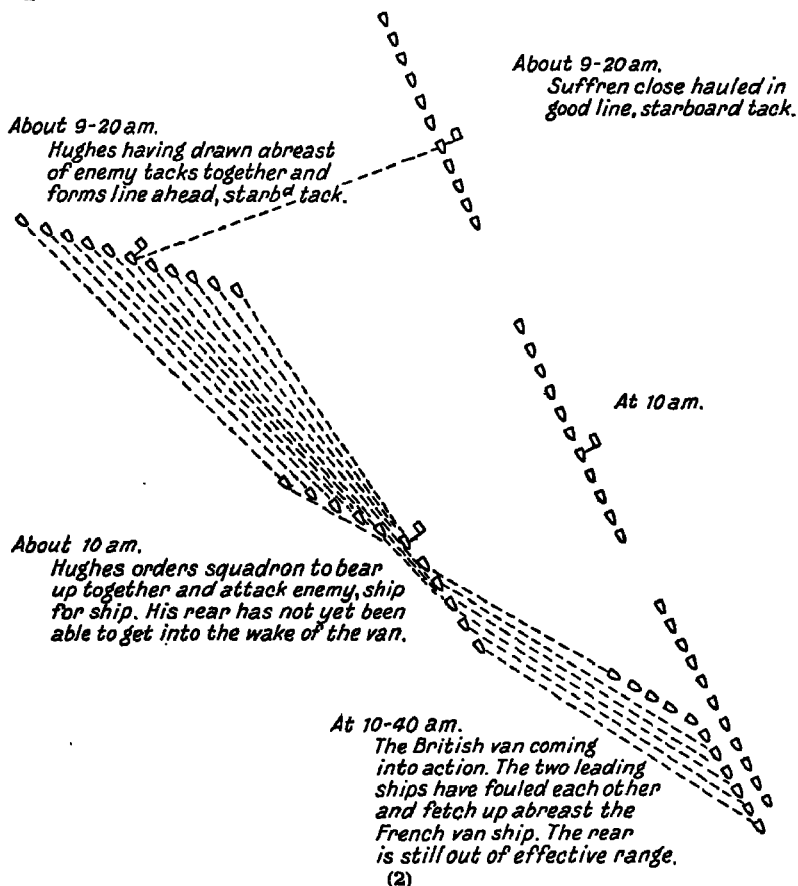 About 9-20 am.
Suffren close hauled in
good line, starboard tack.
About 9-20 am.
Hughes having drawn abreast
of enemy tacks together and
forms line ahead, starbd tack.
At 10 am.
About 10 am.
Hughes orders squadron to bear
up together and attack enemy, ship
for ship. His rear has not yet been
able to get into the wake of the van.
At 10-40 am.
The British van coming
into action. The two leading
ships have fouled each other
and fetch up abreast the
French van ship. The rear
is still out of effective range.
(2)